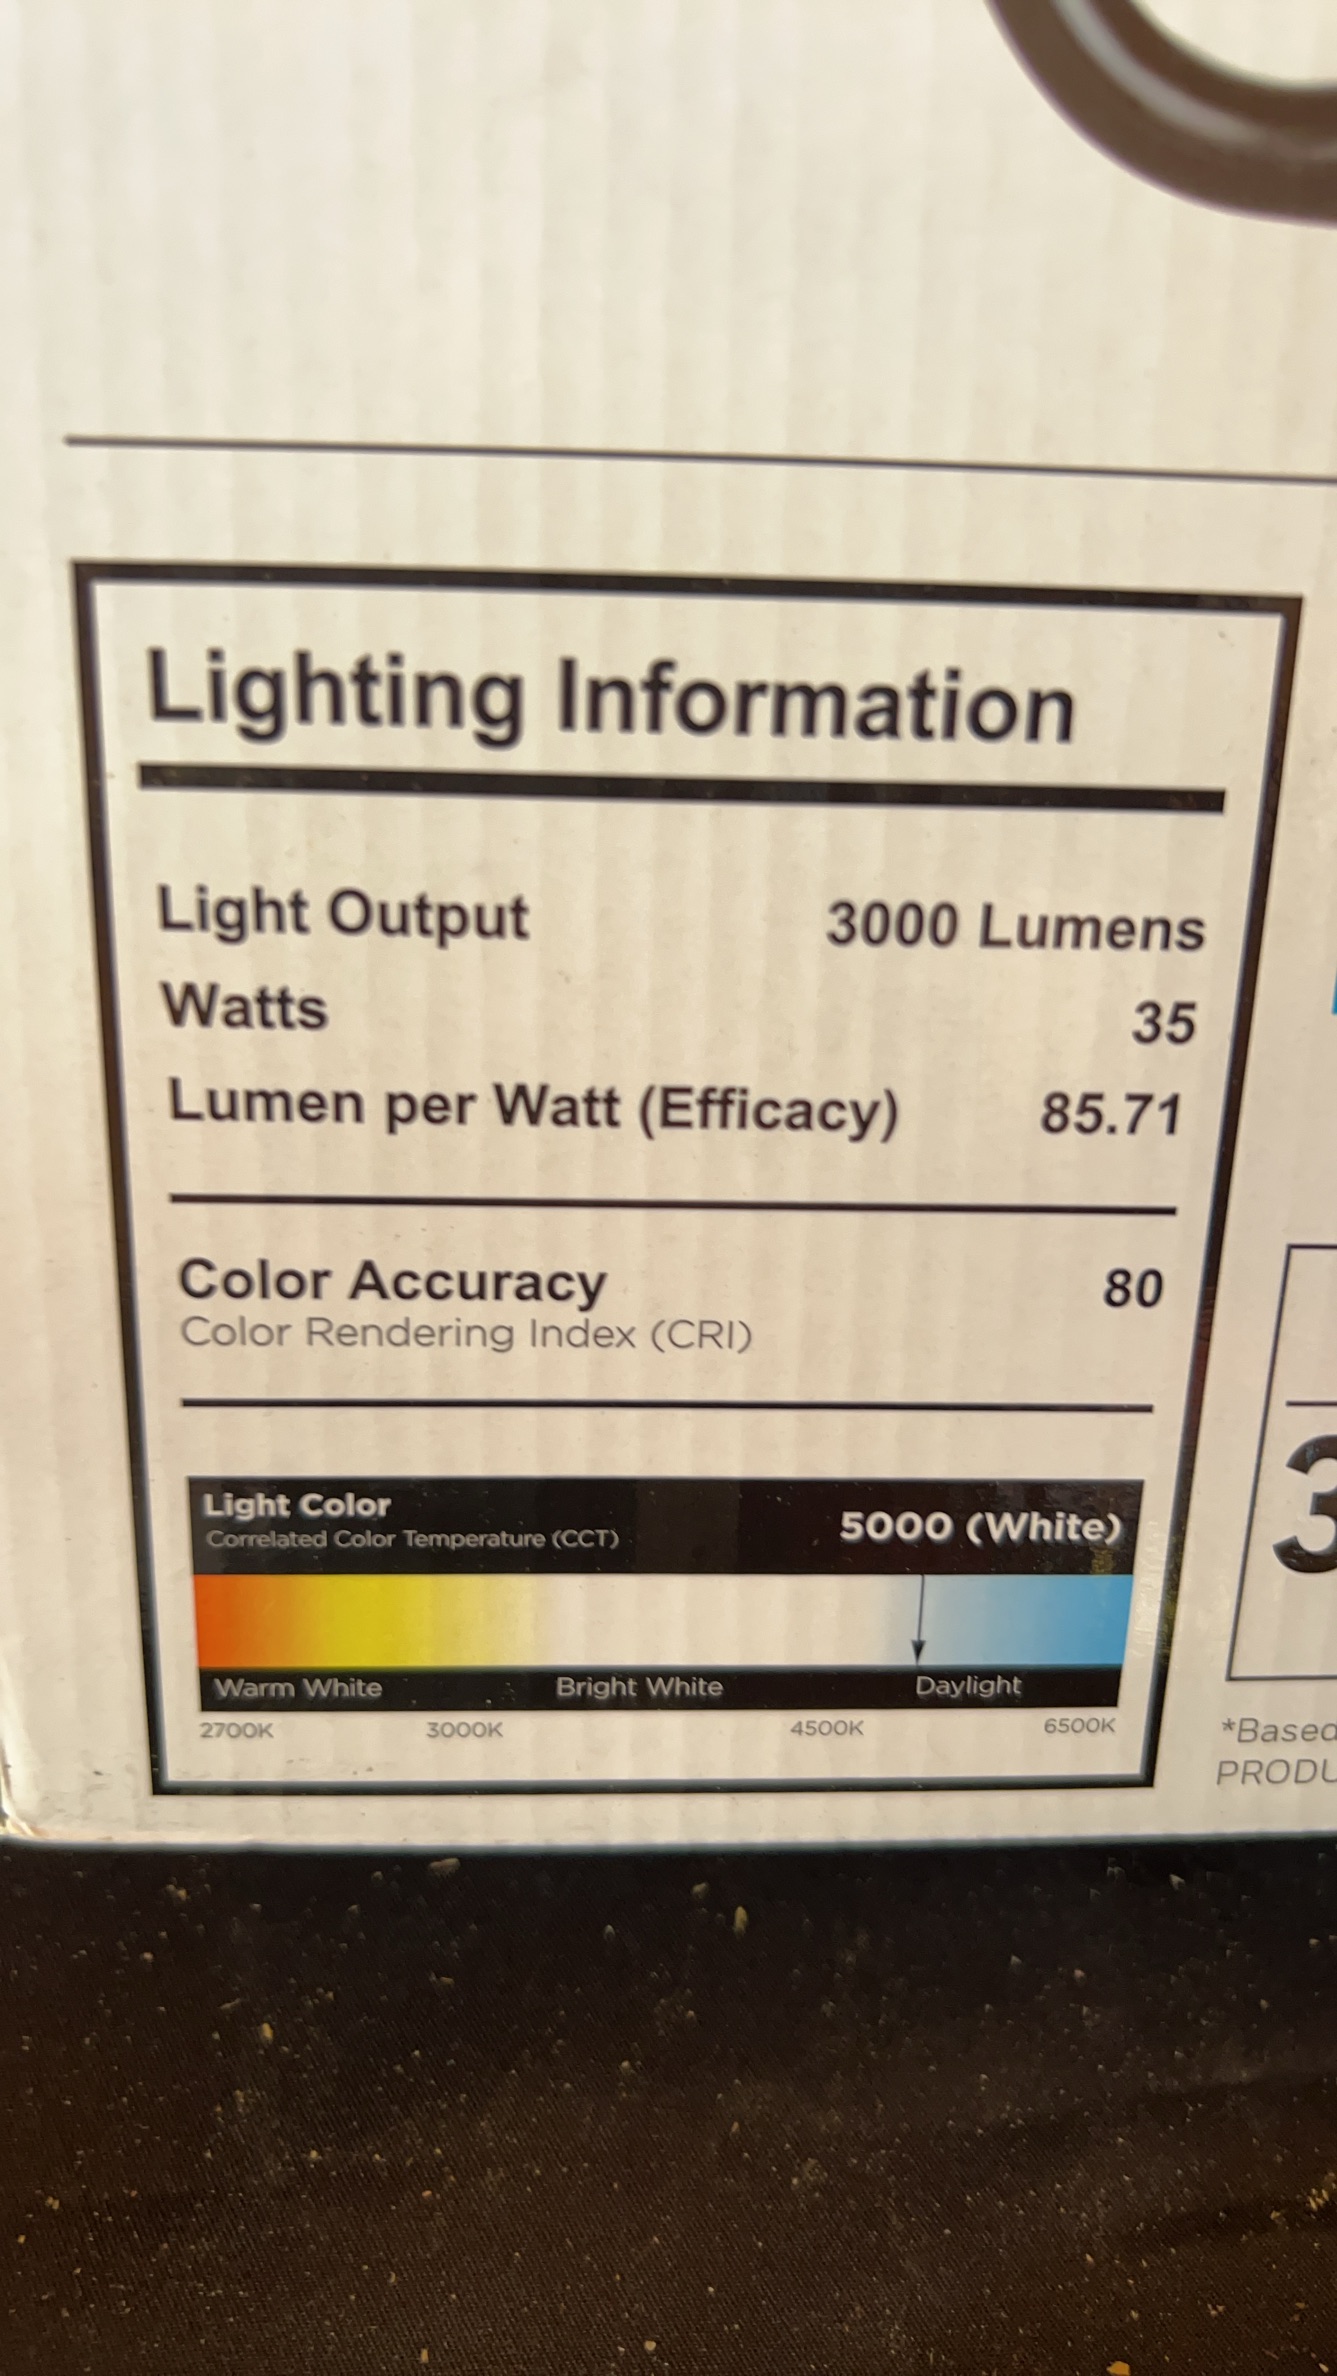 Lighting Information
Light Output 3000 Lumens
Watts 35
Lumen per Watt (Efficacy) 85.71
Color Accuracy 80
Color Rendering Index (CRI)
Light Color
Correlated Color Temperature (CCT) 5000 (White)
Warm White Bright White Daylight
2700K 3000K 4500K 6500K
3
*Based
PRODU